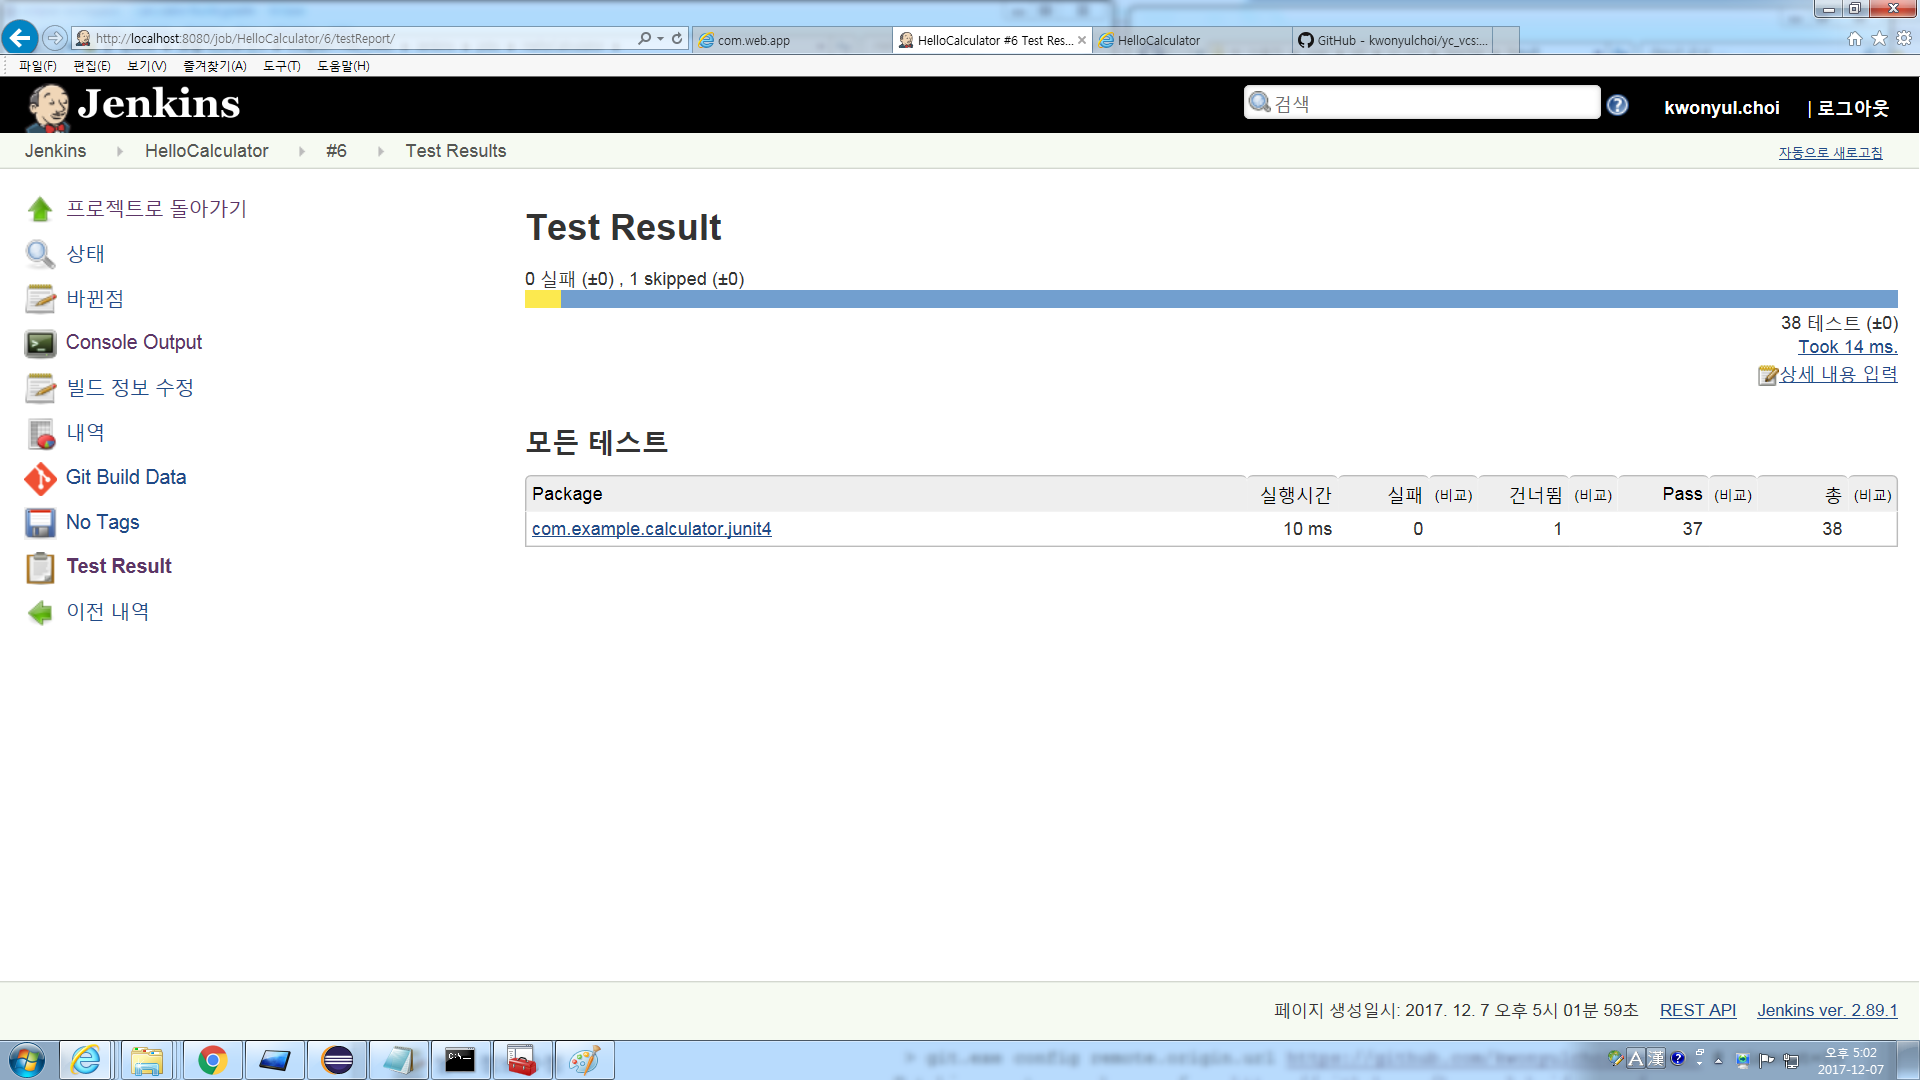 http://localhost:8080/job/HelloCalculator/6/testReport/
com.web.app
HelloCalculator #6 Test Res...
HelloCalculator
GitHub - kwonyulchoi/yc_vcs:...
파일(F) 편집(E) 보기(V) 즐겨찾기(A) 도구(T) 도움말(H)
Jenkins
검색
kwonyul.choi
| 로그아웃
Jenkins HelloCalculator #6 Test Results
자동으로 새로고침
프로젝트로 돌아가기
상태
바뀐점
Console Output
빌드 정보 수정
내역
Git Build Data
No Tags
Test Result
이전 내역
Test Result
0 실패 (±0) , 1 skipped (±0)
38 테스트 (±0)
Took 14 ms.
상세 내용 입력
모든 테스트
Package 실행시간 실패 (비교) 건너뜀 (비교) Pass (비교) 총 (비교)
com.example.calculator.junit4 10 ms 0 1 37 38
페이지 생성일시: 2017. 12. 7 오후 5시 01분 59초 REST API Jenkins ver. 2.89.1
> git.exe config remote.origin.url
A 漢
오후 5:02
2017-12-07